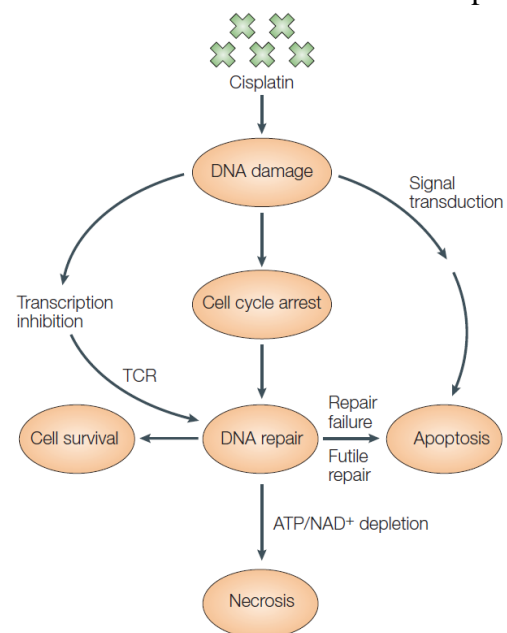 Cisplatin
DNA damage
Signal
transduction
Cell cycle arrest
Transcription
inhibition
TCR
Repair
failure
Cell survival
DNA repair
Apoptosis
Futile
repair
ATP/NAD⁺ depletion
Necrosis